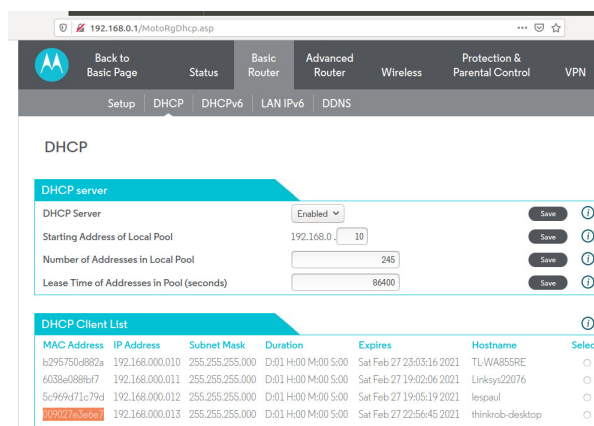 192.168.0.1/MotoRgDhcp.asp
Back to Basic Page
Status
Basic Router
Advanced Router
Wireless
Protection & Parental Control
VPN
Setup DHCP DHCPv6 LAN IPv6 DDNS
DHCP
DHCP server
DHCP Server Enabled Save
Starting Address of Local Pool 192.168.0 . 10 Save
Number of Addresses in Local Pool 245 Save
Lease Time of Addresses in Pool (seconds) 86400 Save
DHCP Client List
MAC Address IP Address Subnet Mask Duration Expires Hostname Selec
b295750d882a 192.168.000.010 255.255.255.000 D:01 H:00 M:00 S:00 Sat Feb 27 23:03:16 2021 TL-WA855RE
6038e088fbf7 192.168.000.011 255.255.255.000 D:01 H:00 M:00 S:00 Sat Feb 27 19:02:06 2021 Linksys22076
5c969d71c79d 192.168.000.012 255.255.255.000 D:01 H:00 M:00 S:00 Sat Feb 27 19:05:19 2021 lespaul
009027e3e6e7 192.168.000.013 255.255.255.000 D:01 H:00 M:00 S:00 Sat Feb 27 22:56:45 2021 thinkrob-desktop